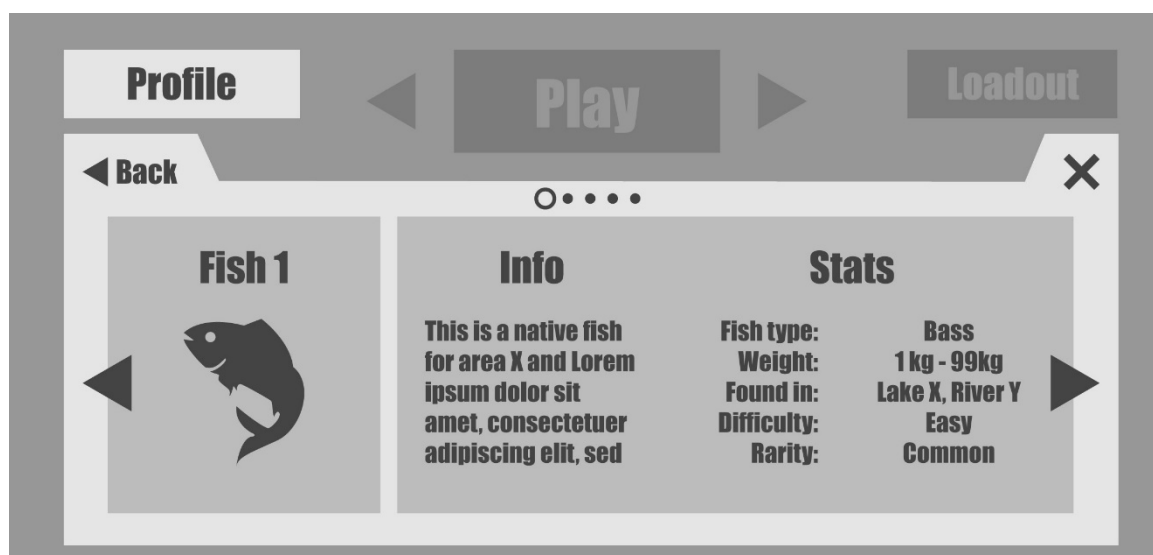 Profile
Play
Loadout
Back
Fish 1
Info
This is a native fish
for area X and Lorem
ipsum dolor sit
amet, consectetuer
adipiscing elit, sed
Stats
Fish type: Bass
Weight: 1 kg - 99kg
Found in: Lake X, River Y
Difficulty: Easy
Rarity: Common